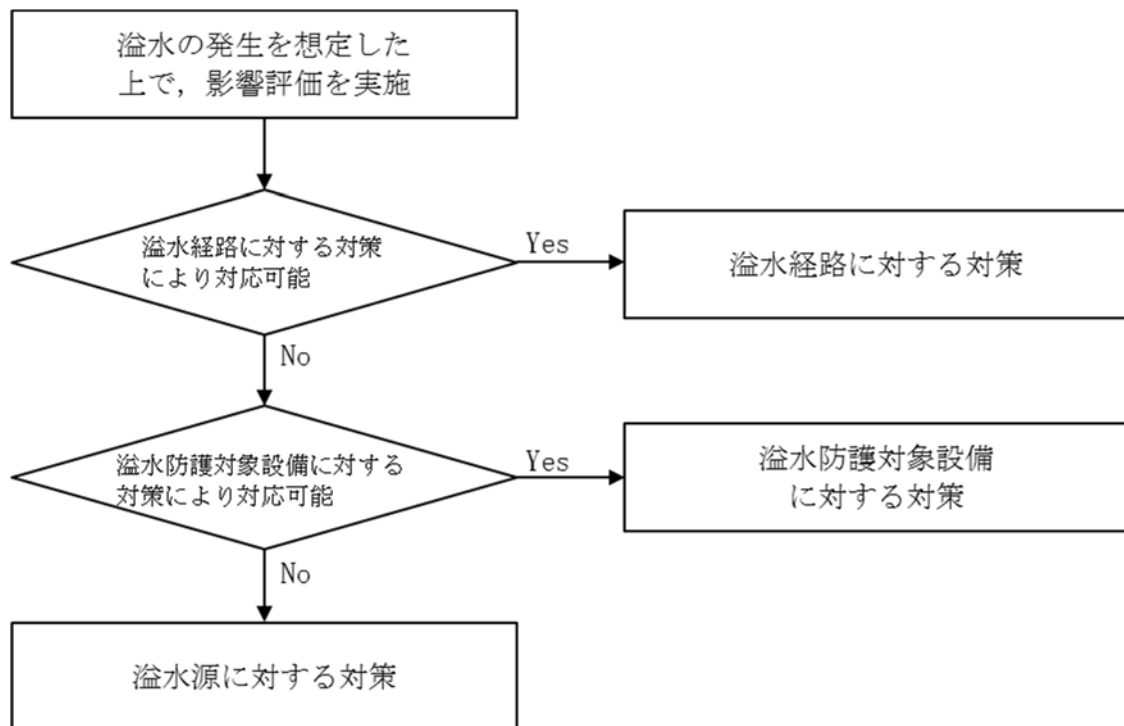 溢水の発生を想定した
上で，影響評価を実施
溢水経路に対する対策
により対応可能
Yes
溢水経路に対する対策
No
溢水防護対象設備に対する
対策により対応可能
Yes
溢水防護対象設備
に対する対策
No
溢水源に対する対策